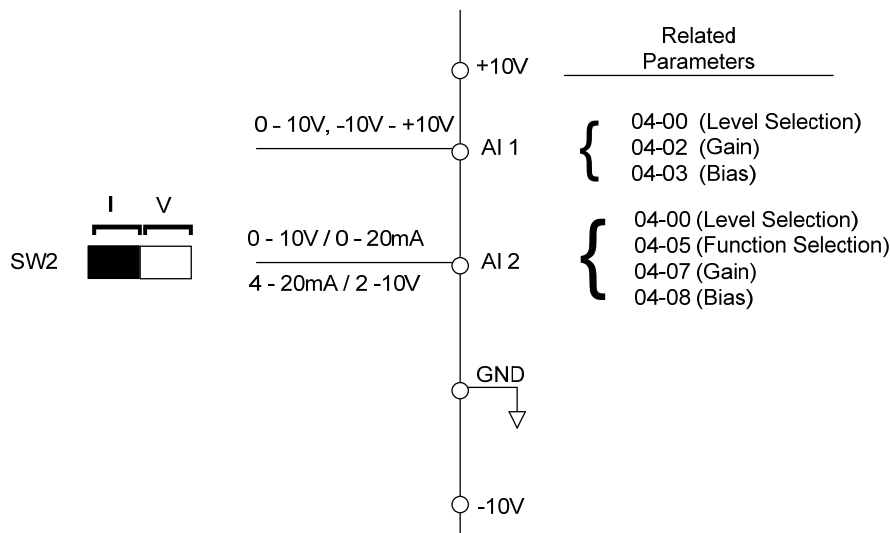 Related
Parameters
+10V
0 - 10V, -10V - +10V
AI 1
04-00 (Level Selection)
04-02 (Gain)
04-03 (Bias)
I V
SW2
0 - 10V / 0 - 20mA
4 - 20mA / 2 -10V
AI 2
04-00 (Level Selection)
04-05 (Function Selection)
04-07 (Gain)
04-08 (Bias)
GND
-10V